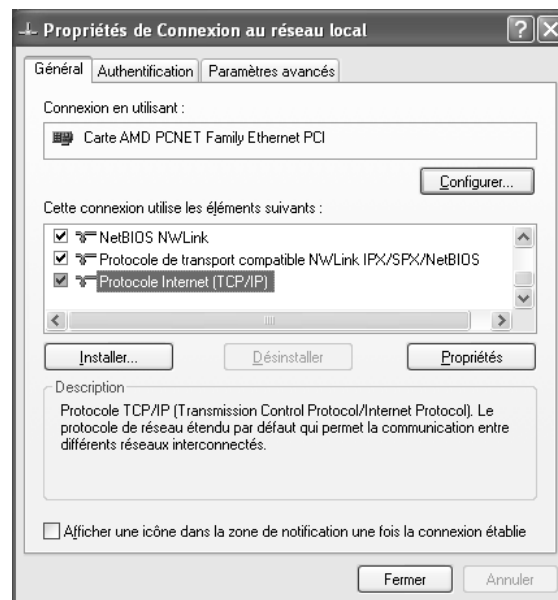 Propriétés de Connexion au réseau local
Général Authentification Paramètres avancés
Connexion en utilisant :
Carte AMD PCNET Family Ethernet PCI
Configurer...
Cette connexion utilise les éléments suivants :
NetBIOS NWLink
Protocole de transport compatible NWLink IPX/SPX/NetBIOS
Protocole Internet (TCP/IP)
Installer... Désinstaller Propriétés
Description
Protocole TCP/IP (Transmission Control Protocol/Internet Protocol). Le
protocole de réseau étendu par défaut qui permet la communication entre
différents réseaux interconnectés.
Afficher une icône dans la zone de notification une fois la connexion établie
Fermer Annuler